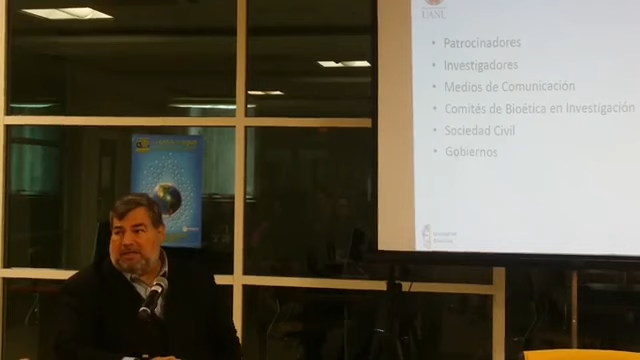 UANL
• Patrocinadores
• Investigadores
• Medios de Comunicación
• Comités de Bioética en Investigación
• Sociedad Civil
• Gobiernos